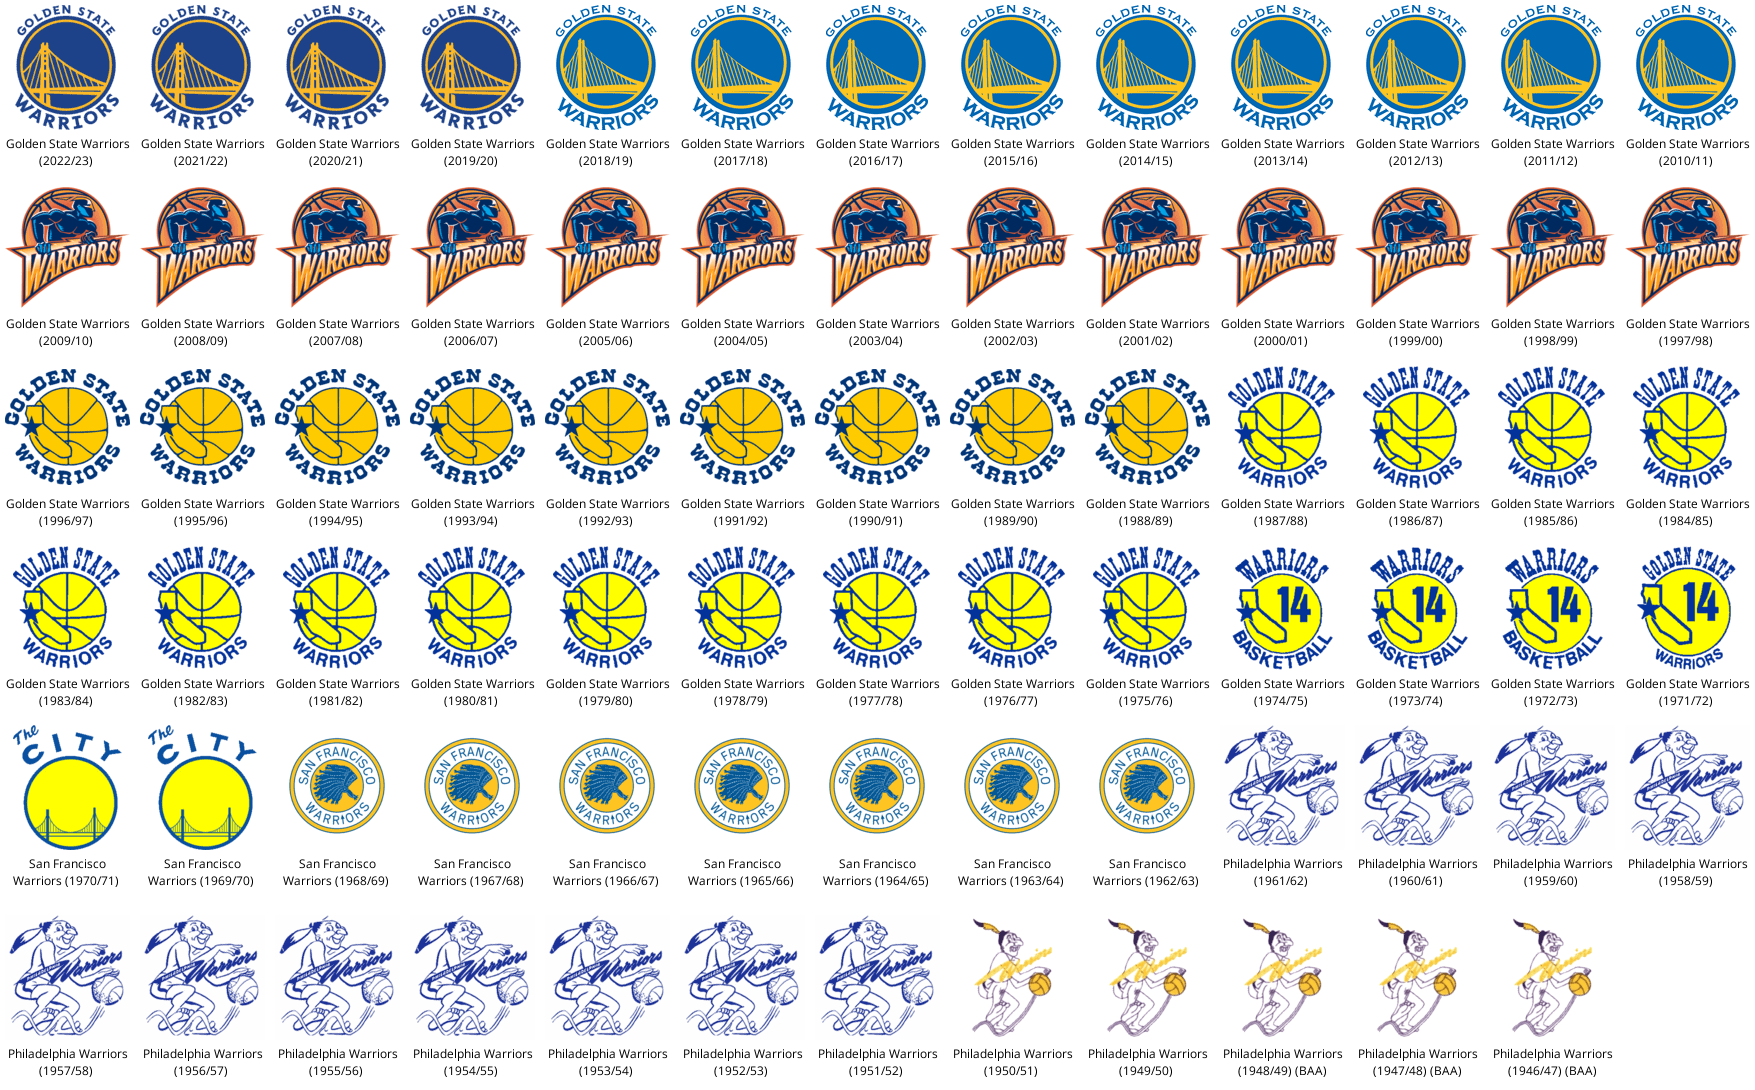 GOLDEN STATE GOLDEN STATE GOLDEN STATE GOLDEN STATE GOLDEN STATE GOLDEN STATE GOLDEN STATE GOLDEN STATE GOLDEN STATE GOLDEN STATE GOLDEN STATE GOLDEN STATE GOLDEN STATE
WARRIORS WARRIORS WARRIORS WARRIORS WARRIORS WARRIORS WARRIORS WARRIORS WARRIORS WARRIORS WARRIORS WARRIORS WARRIORS
Golden State Warriors Golden State Warriors Golden State Warriors Golden State Warriors Golden State Warriors Golden State Warriors Golden State Warriors Golden State Warriors Golden State Warriors Golden State Warriors Golden State Warriors Golden State Warriors Golden State Warriors
(2022/23) (2021/22) (2020/21) (2019/20) (2018/19) (2017/18) (2016/17) (2015/16) (2014/15) (2013/14) (2012/13) (2011/12) (2010/11)
WARRIORS WARRIORS WARRIORS WARRIORS WARRIORS WARRIORS WARRIORS WARRIORS WARRIORS WARRIORS WARRIORS WARRIORS WARRIORS
Golden State Warriors Golden State Warriors Golden State Warriors Golden State Warriors Golden State Warriors Golden State Warriors Golden State Warriors Golden State Warriors Golden State Warriors Golden State Warriors Golden State Warriors Golden State Warriors Golden State Warriors
(2009/10) (2008/09) (2007/08) (2006/07) (2005/06) (2004/05) (2003/04) (2002/03) (2001/02) (2000/01) (1999/00) (1998/99) (1997/98)
GOLDEN STATE GOLDEN STATE GOLDEN STATE GOLDEN STATE GOLDEN STATE GOLDEN STATE GOLDEN STATE GOLDEN STATE GOLDEN STATE GOLDEN STATE GOLDEN STATE GOLDEN STATE GOLDEN STATE
WARRIORS WARRIORS WARRIORS WARRIORS WARRIORS WARRIORS WARRIORS WARRIORS WARRIORS WARRIORS WARRIORS WARRIORS WARRIORS
Golden State Warriors Golden State Warriors Golden State Warriors Golden State Warriors Golden State Warriors Golden State Warriors Golden State Warriors Golden State Warriors Golden State Warriors Golden State Warriors Golden State Warriors Golden State Warriors Golden State Warriors
(1996/97) (1995/96) (1994/95) (1993/94) (1992/93) (1991/92) (1990/91) (1989/90) (1988/89) (1987/88) (1986/87) (1985/86) (1984/85)
GOLDEN STATE GOLDEN STATE GOLDEN STATE GOLDEN STATE GOLDEN STATE GOLDEN STATE GOLDEN STATE GOLDEN STATE GOLDEN STATE WARRIORS WARRIORS WARRIORS GOLDEN STATE
14 14 14 14
WARRIORS WARRIORS WARRIORS WARRIORS WARRIORS WARRIORS WARRIORS WARRIORS WARRIORS BASKETBALL BASKETBALL BASKETBALL WARRIORS
Golden State Warriors Golden State Warriors Golden State Warriors Golden State Warriors Golden State Warriors Golden State Warriors Golden State Warriors Golden State Warriors Golden State Warriors Golden State Warriors Golden State Warriors Golden State Warriors Golden State Warriors
(1983/84) (1982/83) (1981/82) (1980/81) (1979/80) (1978/79) (1977/78) (1976/77) (1975/76) (1974/75) (1973/74) (1972/73) (1971/72)
The The
CITY CITY SAN FRANCISCO SAN FRANCISCO SAN FRANCISCO SAN FRANCISCO SAN FRANCISCO SAN FRANCISCO SAN FRANCISCO Warriors Warriors Warriors Warriors
WARRIORS WARRIORS WARRIORS WARRIORS WARRIORS WARRIORS WARRIORS
San Francisco San Francisco San Francisco San Francisco San Francisco San Francisco San Francisco San Francisco San Francisco Philadelphia Warriors Philadelphia Warriors Philadelphia Warriors Philadelphia Warriors
Warriors (1970/71) Warriors (1969/70) Warriors (1968/69) Warriors (1967/68) Warriors (1966/67) Warriors (1965/66) Warriors (1964/65) Warriors (1963/64) Warriors (1962/63) (1961/62) (1960/61) (1959/60) (1958/59)
Warriors Warriors Warriors Warriors Warriors Warriors Warriors
Philadelphia Warriors Philadelphia Warriors Philadelphia Warriors Philadelphia Warriors Philadelphia Warriors Philadelphia Warriors Philadelphia Warriors Philadelphia Warriors Philadelphia Warriors Philadelphia Warriors Philadelphia Warriors Philadelphia Warriors
(1957/58) (1956/57) (1955/56) (1954/55) (1953/54) (1952/53) (1951/52) (1950/51) (1949/50) (1948/49) (BAA) (1947/48) (BAA) (1946/47) (BAA)